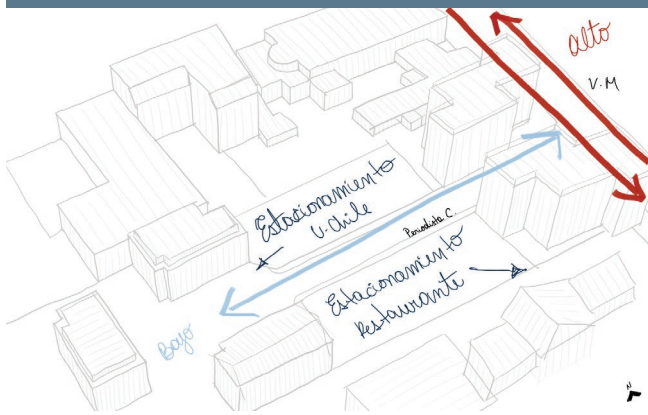 Alto
V.M
Estacionamiento
U. Chile
Periodista C.
Estacionamiento
Restaurante
Bajo
N